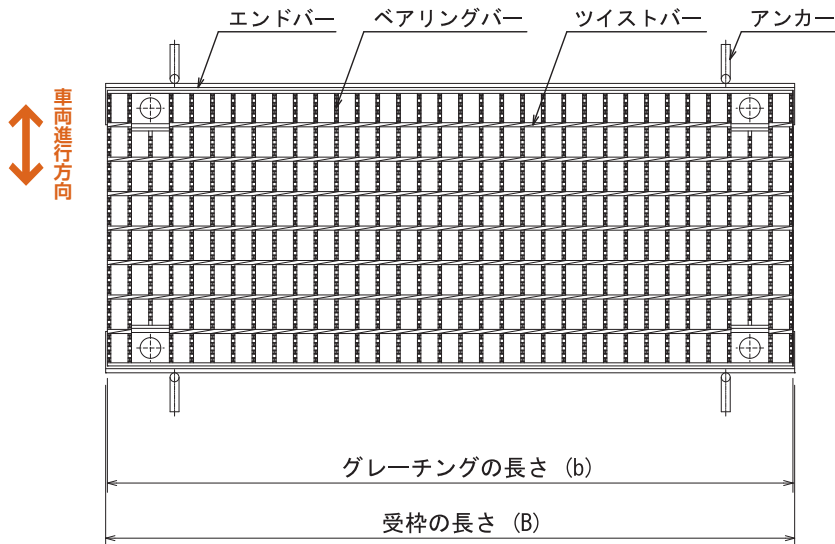 エンドバー
ベアリングバー
ツイストバー
アンカー
車両進行方向
グレーチングの長さ (b)
受枠の長さ (B)